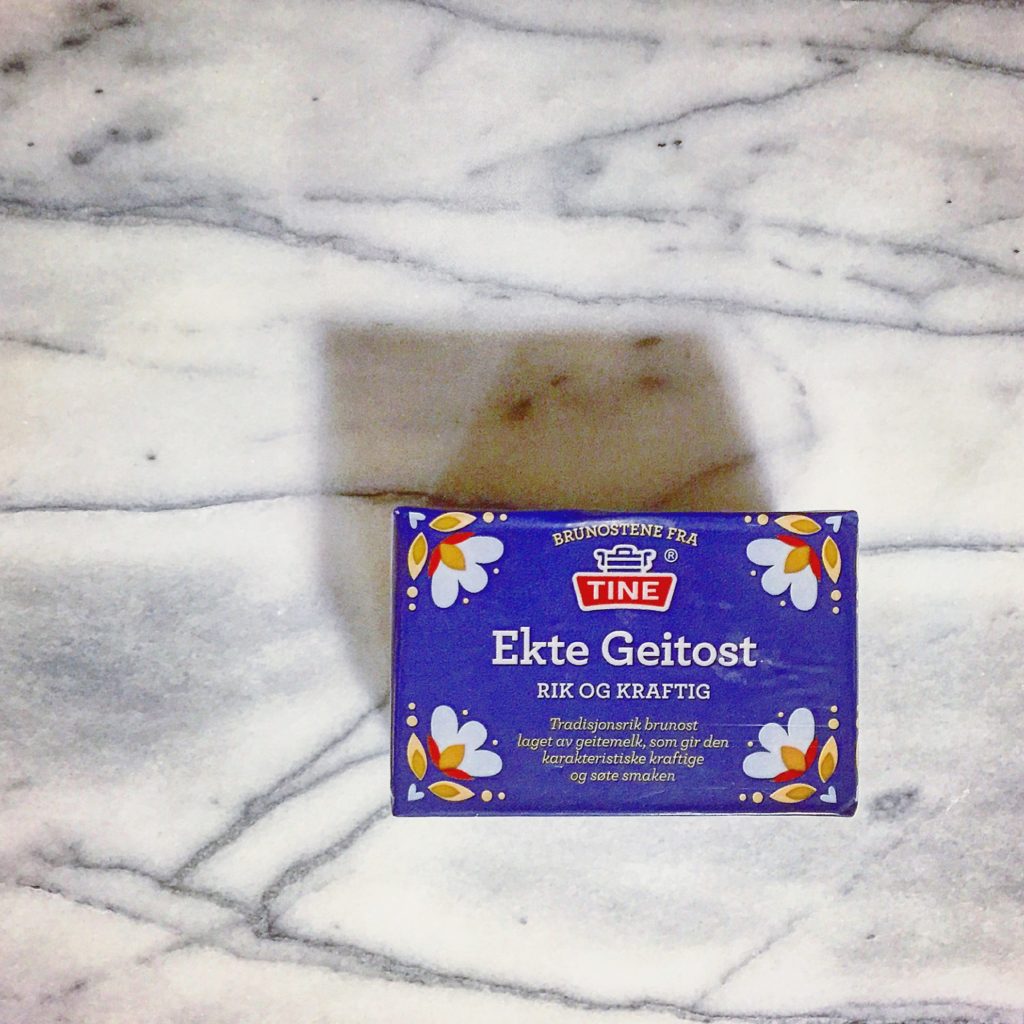 BRUNOSTENE FRA
TINE ®
Ekte Geitost
RIK OG KRAFTIG
Tradisjonsrik brunost
laget av geitemelk, som gir den
karakteristiske kraftige
og søte smaken